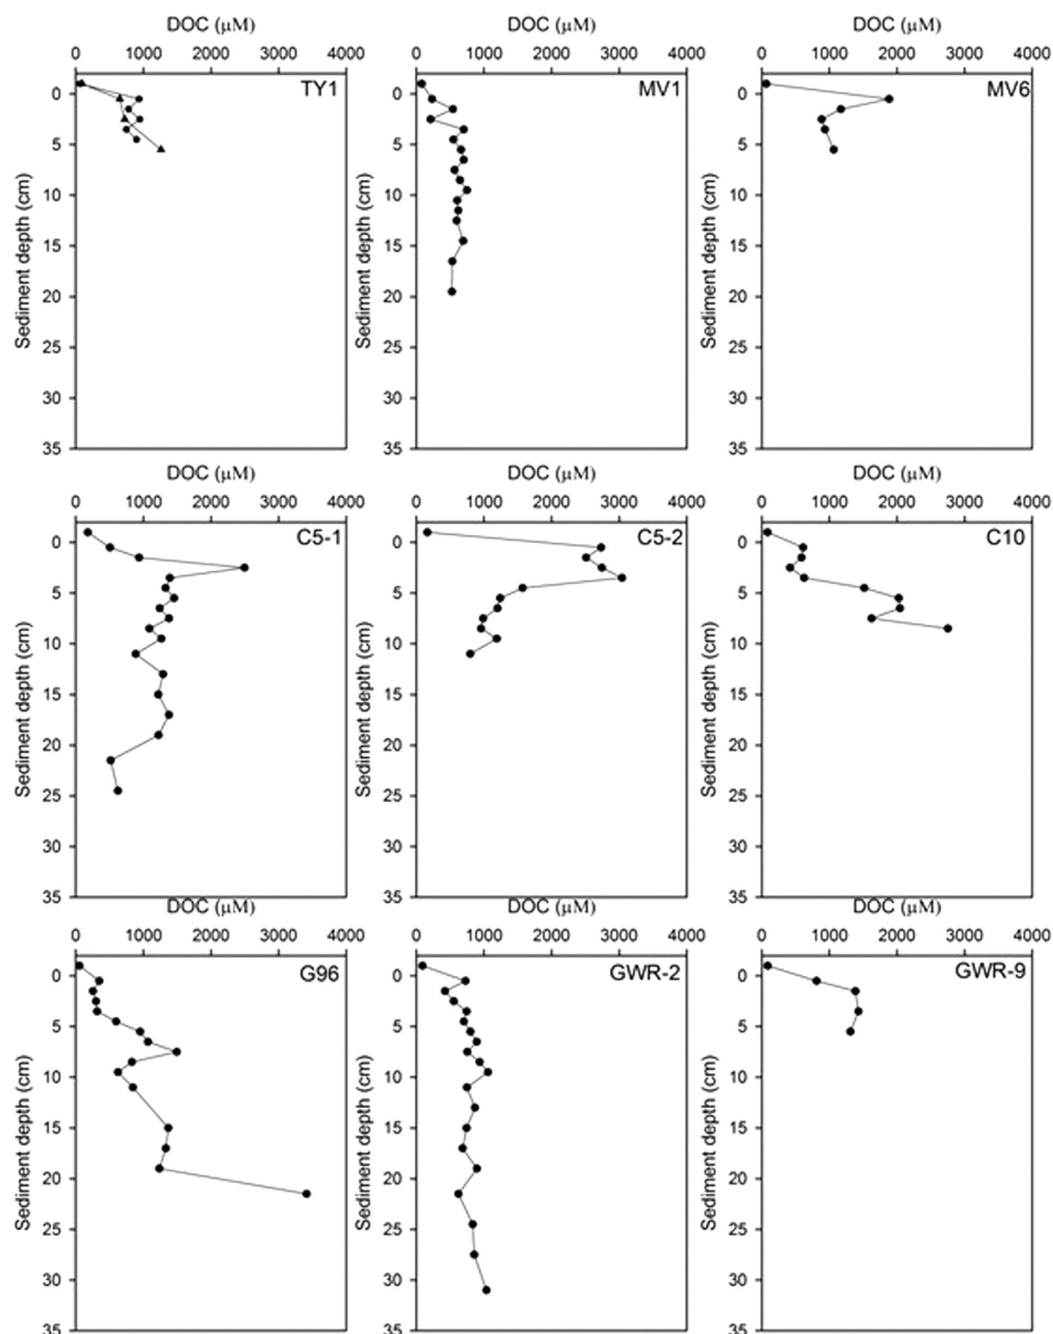 DOC (µM) DOC (µM) DOC (µM)
0 1000 2000 3000 4000 0 1000 2000 3000 4000 0 1000 2000 3000 4000
TY1 MV1 MV6
Sediment depth (cm) Sediment depth (cm) Sediment depth (cm)
0 0 0
5 5 5
10 10 10
15 15 15
20 20 20
25 25 25
30 30 30
35 35 35
DOC (µM) DOC (µM) DOC (µM)
0 1000 2000 3000 4000 0 1000 2000 3000 4000 0 1000 2000 3000 4000
C5-1 C5-2 C10
Sediment depth (cm) Sediment depth (cm) Sediment depth (cm)
0 0 0
5 5 5
10 10 10
15 15 15
20 20 20
25 25 25
30 30 30
35 35 35
DOC (µM) DOC (µM) DOC (µM)
0 1000 2000 3000 4000 0 1000 2000 3000 4000 0 1000 2000 3000 4000
G96 GWR-2 GWR-9
Sediment depth (cm) Sediment depth (cm) Sediment depth (cm)
0 0 0
5 5 5
10 10 10
15 15 15
20 20 20
25 25 25
30 30 30
35 35 35